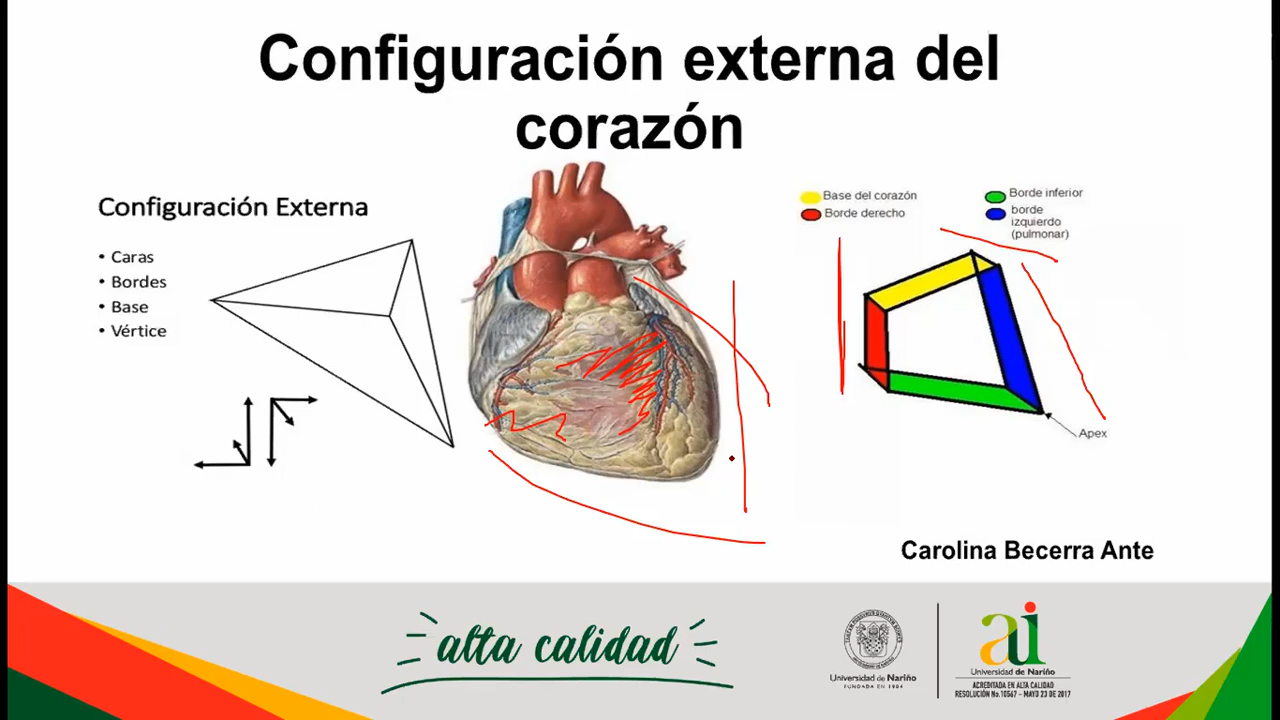 Configuración externa del
corazón
Configuración Externa
• Caras
• Bordes
• Base
• Vértice
Base del corazón
Borde derecho
Borde inferior
borde
izquierdo
(pulmonar)
Apex
Carolina Becerra Ante
alta calidad
Universidad de Nariño
FUNDADA EN 1904
ai
Universidad de Nariño
ACREDITADA EN ALTA CALIDAD
RESOLUCIÓN No.10567 - MAYO 23 DE 2017